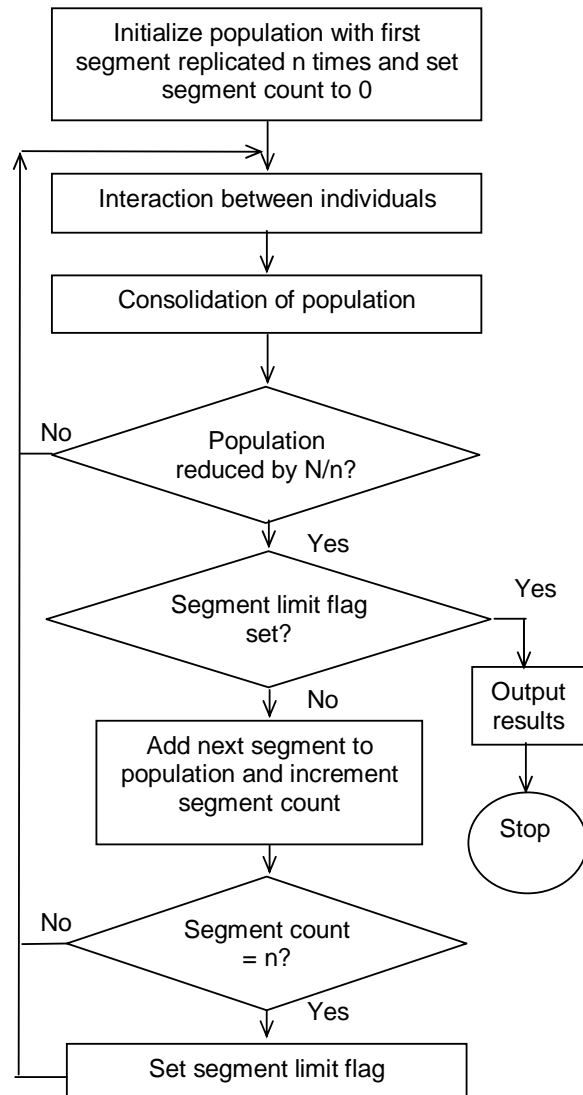 Initialize population with first
segment replicated n times and set
segment count to 0
Interaction between individuals
Consolidation of population
No
Population
reduced by N/n?
Yes
Segment limit flag
set?
Yes
No
Output
results
Add next segment to
population and increment
segment count
Stop
No
Segment count
= n?
Yes
Set segment limit flag